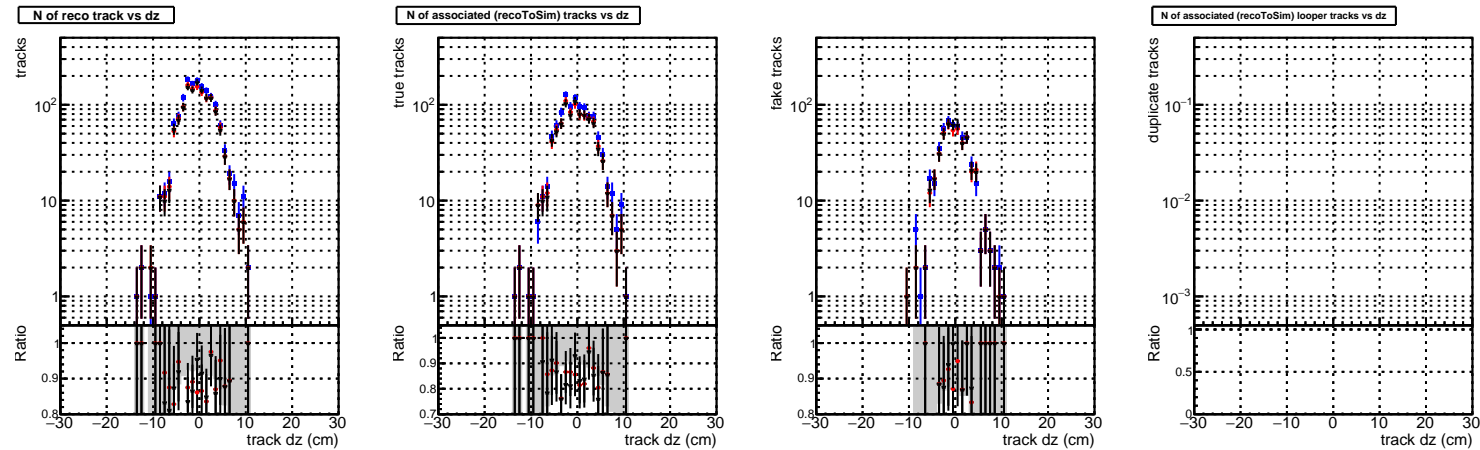 N of reco track vs dz
tracks
10²
10
1
Ratio
1
0.9
0.8
−30 −20 −10 0 10 20 30
track dz (cm)
N of associated (recoToSim) tracks vs dz
true tracks
10²
10
1
Ratio
1
0.9
0.8
0.7
−30 −20 −10 0 10 20 30
track dz (cm)
fake tracks
10²
10
1
Ratio
1
0.9
0.8
−30 −20 −10 0 10 20 30
track dz (cm)
N of associated (recoToSim) looper tracks vs dz
duplicate tracks
10⁻¹
10⁻²
10⁻³
Ratio
1
0.5
0
−30 −20 −10 0 10 20 30
track dz (cm)